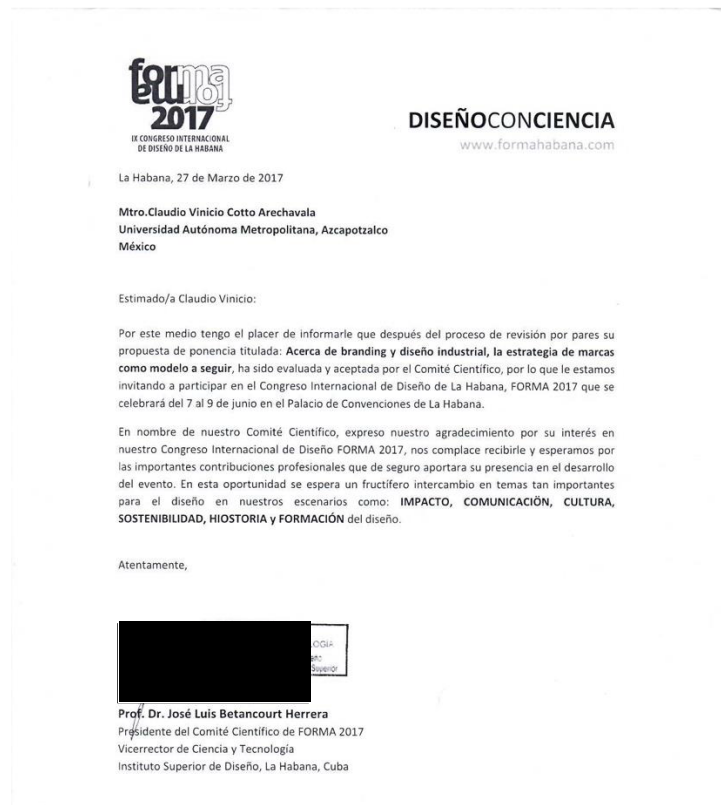 forma
2017
IX CONGRESO INTERNACIONAL
DE DISEÑO DE LA HABANA
DISEÑOCONCIENCIA
www.formahabana.com
La Habana, 27 de Marzo de 2017
Mtro.Claudio Vinicio Cotto Arechavala
Universidad Autónoma Metropolitana, Azcapotzalco
México
Estimado/a Claudio Vinicio:
Por este medio tengo el placer de informarle que después del proceso de revisión por pares su
propuesta de ponencia titulada: Acerca de branding y diseño industrial, la estrategia de marcas
como modelo a seguir, ha sido evaluada y aceptada por el Comité Científico, por lo que le estamos
invitando a participar en el Congreso Internacional de Diseño de La Habana, FORMA 2017 que se
celebrará del 7 al 9 de junio en el Palacio de Convenciones de La Habana.
En nombre de nuestro Comité Científico, expreso nuestro agradecimiento por su interés en
nuestro Congreso Internacional de Diseño FORMA 2017, nos complace recibirle y esperamos por
las importantes contribuciones profesionales que de seguro aportara su presencia en el desarrollo
del evento. En esta oportunidad se espera un fructífero intercambio en temas tan importantes
para el diseño en nuestros escenarios como: IMPACTO, COMUNICACIÖN, CULTURA,
SOSTENIBILIDAD, HIOSTORIA y FORMACIÓN del diseño.
Atentamente,
LOGIA
eño
Superior
Prof. Dr. José Luis Betancourt Herrera
Presidente del Comité Científico de FORMA 2017
Vicerrector de Ciencia y Tecnología
Instituto Superior de Diseño, La Habana, Cuba